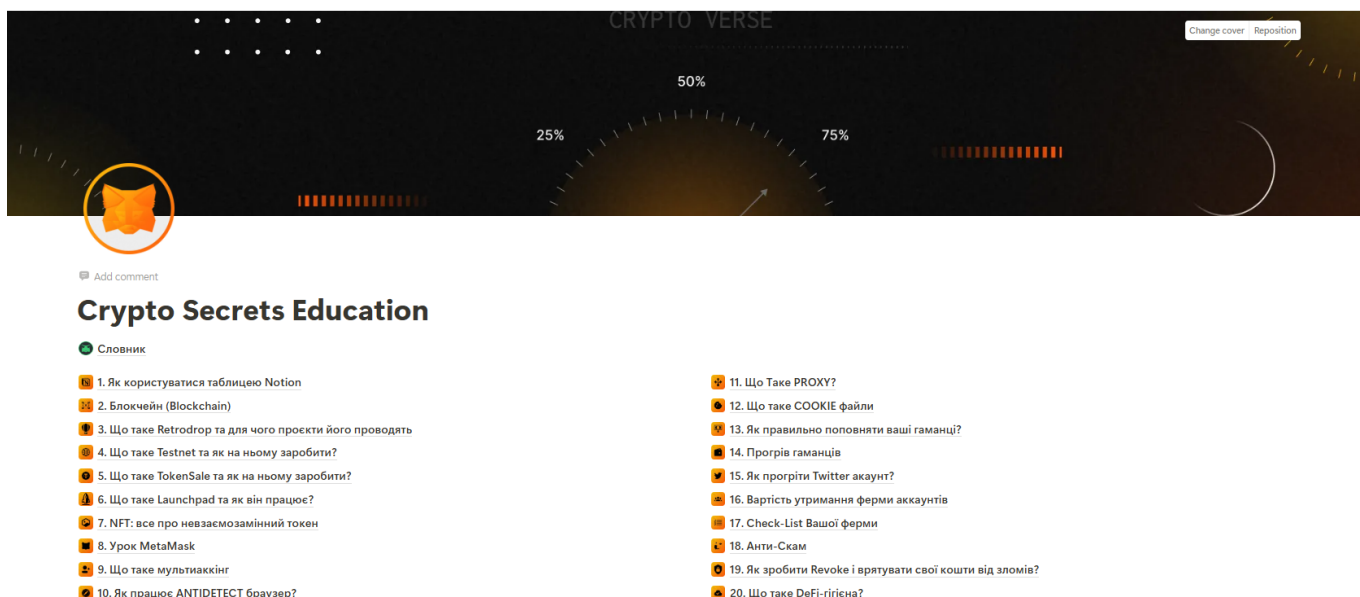 CRYPTO VERSE
Change cover Reposition
50%
25%
75%
Add comment
Crypto Secrets Education
Словник
1. Як користуватися таблицею Notion
2. Блокчейн (Blockchain)
3. Що таке Retrodrop та для чого проєкти його проводять
4. Що таке Testnet та як на ньому заробити?
5. Що таке TokenSale та як на ньому заробити?
6. Що таке Launchpad та як він працює?
7. NFT: все про невзаємозамінний токен
8. Урок MetaMask
9. Що таке мультиаккінг
10. Як працює ANTIDETECT браузер?
11. Що Таке PROXY?
12. Що таке COOKIE файли
13. Як правильно поповняти ваші гаманці?
14. Прогрів гаманців
15. Як прогріти Twitter акаунт?
16. Вартість утримання ферми аккаунтів
17. Check-List Вашої ферми
18. Анти-Скам
19. Як зробити Revoke і врятувати свої кошти від зломів?
20. Що таке DeFi-гігієна?